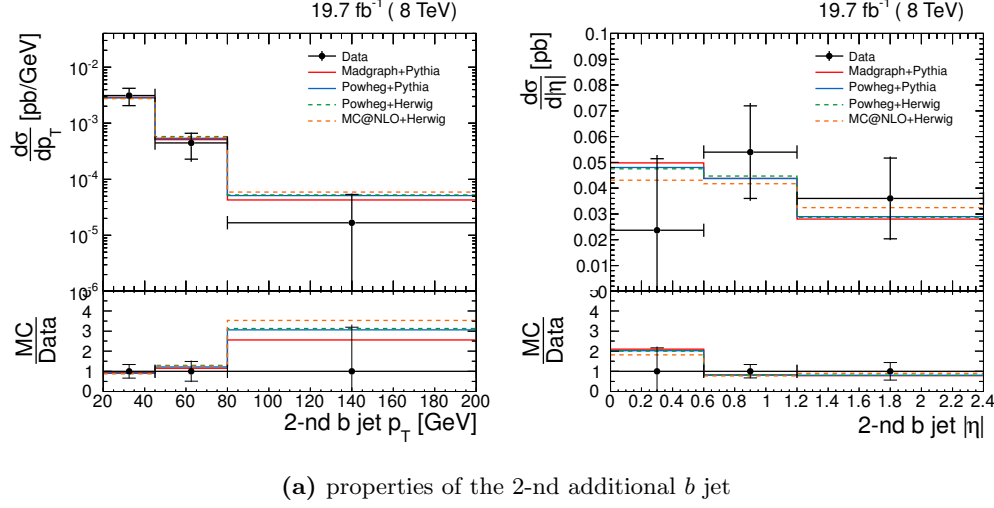 19.7 fb⁻¹ ( 8 TeV)
dσ/dp_T [pb/GeV]
10⁻²
10⁻³
10⁻⁴
10⁻⁵
10⁻⁶
Data
Madgraph+Pythia
Powheg+Pythia
Powheg+Herwig
MC@NLO+Herwig
MC/Data
4
3
2
1
0
20 40 60 80 100 120 140 160 180 200
2-nd b jet p_T [GeV]
19.7 fb⁻¹ ( 8 TeV)
dσ/d|η| [pb]
0.1
0.09
0.08
0.07
0.06
0.05
0.04
0.03
0.02
0.01
Data
Madgraph+Pythia
Powheg+Pythia
Powheg+Herwig
MC@NLO+Herwig
MC/Data
4
3
2
1
0
0 0.2 0.4 0.6 0.8 1 1.2 1.4 1.6 1.8 2 2.2 2.4
2-nd b jet |η|
(a) properties of the 2-nd additional b jet